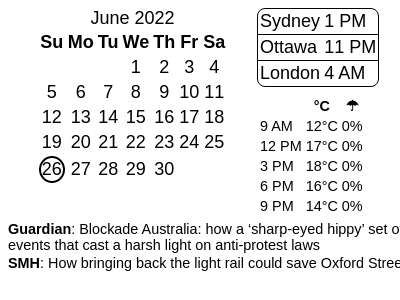 June 2022
Su Mo Tu We Th Fr Sa
1 2 3 4
5 6 7 8 9 10 11
12 13 14 15 16 17 18
19 20 21 22 23 24 25
26 27 28 29 30
Sydney 1 PM
Ottawa 11 PM
London 4 AM
°C ☂
9 AM 12°C 0%
12 PM 17°C 0%
3 PM 18°C 0%
6 PM 16°C 0%
9 PM 14°C 0%
Guardian: Blockade Australia: how a ‘sharp-eyed hippy’ set o
events that cast a harsh light on anti-protest laws
SMH: How bringing back the light rail could save Oxford Stree